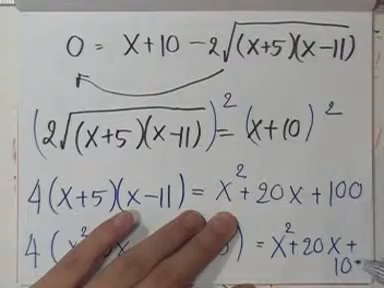 0 = x+10 -2√(x+5)(x-11)
(2√(x+5)(x-11))² = (x+10)²
4(x+5)(x-11) = x²+20x+100
4(x² ) = x²+20x+
10